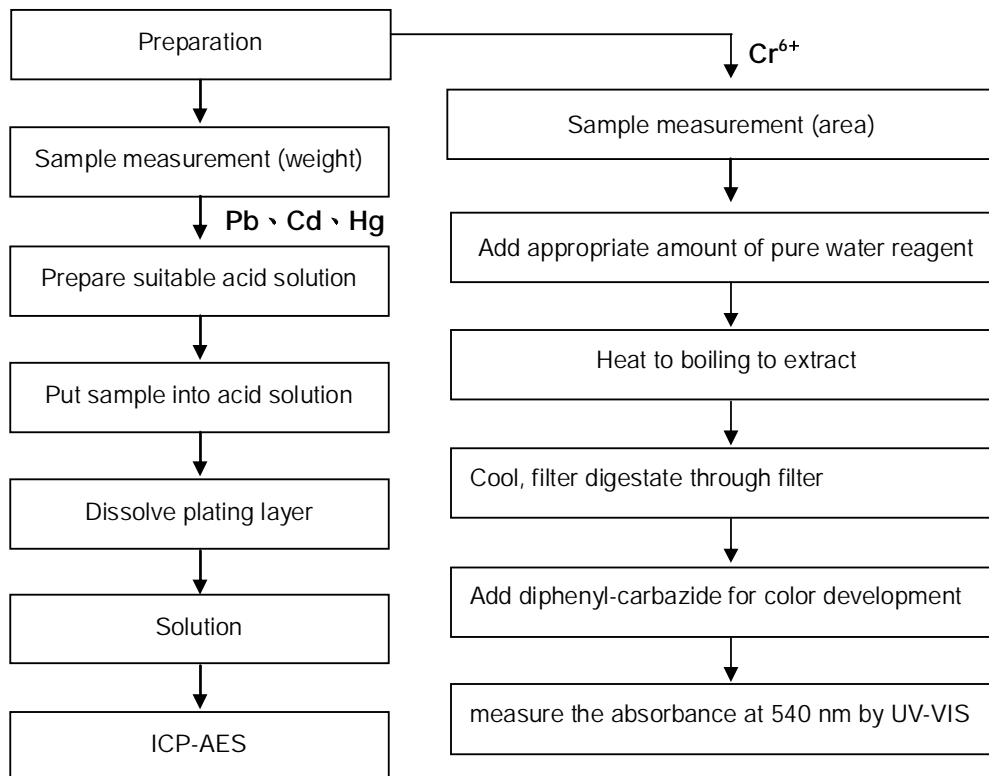 Preparation
Sample measurement (weight)
Pb、Cd、Hg
Prepare suitable acid solution
Put sample into acid solution
Dissolve plating layer
Solution
ICP-AES
Cr⁶⁺
Sample measurement (area)
Add appropriate amount of pure water reagent
Heat to boiling to extract
Cool, filter digestate through filter
Add diphenyl-carbazide for color development
measure the absorbance at 540 nm by UV-VIS